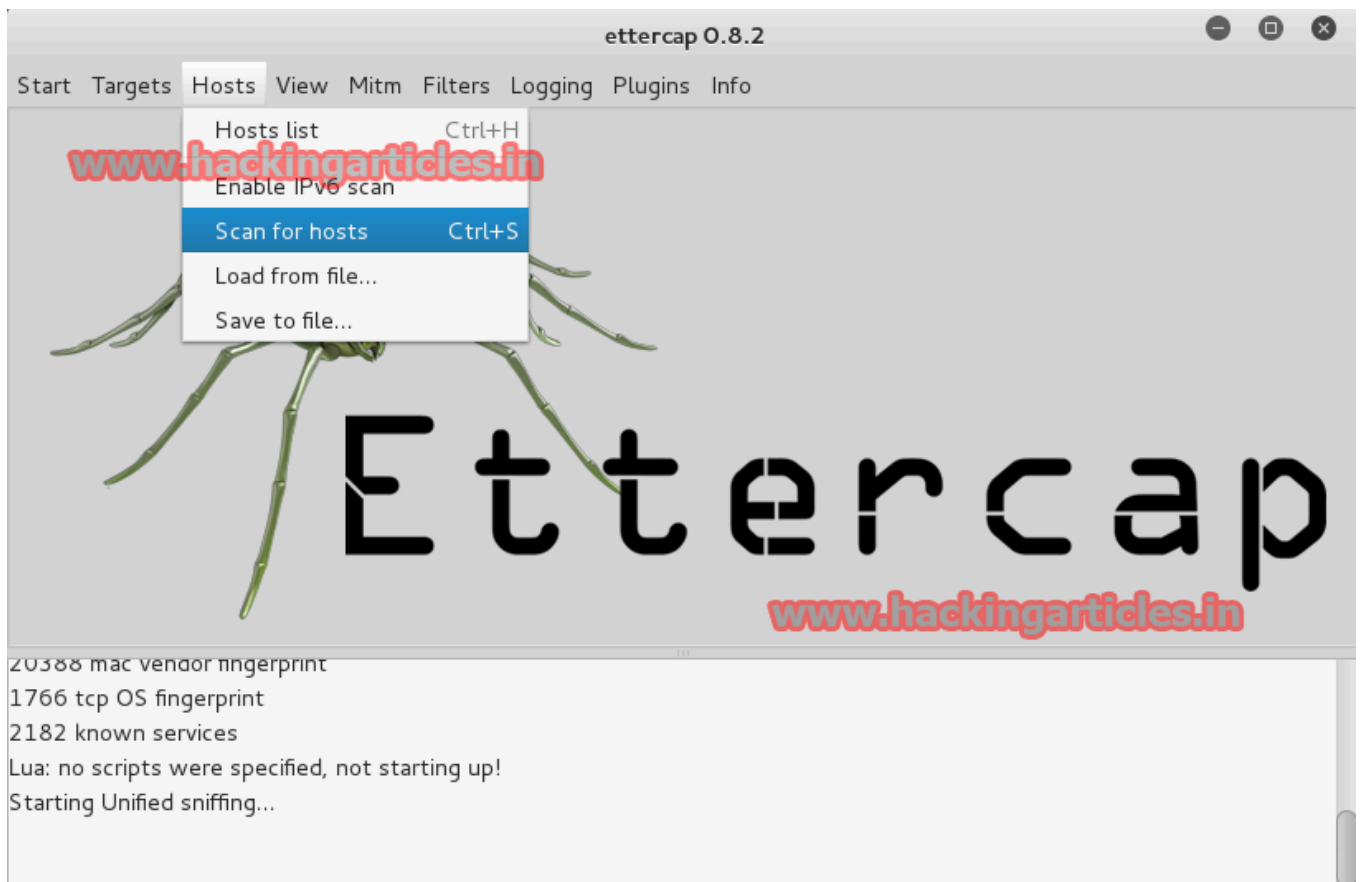 ettercap 0.8.2
Start Targets Hosts View Mitm Filters Logging Plugins Info
Hosts list Ctrl+H
www.hackingarticles.in
Enable IPv6 scan
Scan for hosts Ctrl+S
Load from file...
Save to file...
Ettercap
www.hackingarticles.in
20388 mac vendor fingerprint
1766 tcp OS fingerprint
2182 known services
Lua: no scripts were specified, not starting up!
Starting Unified sniffing...